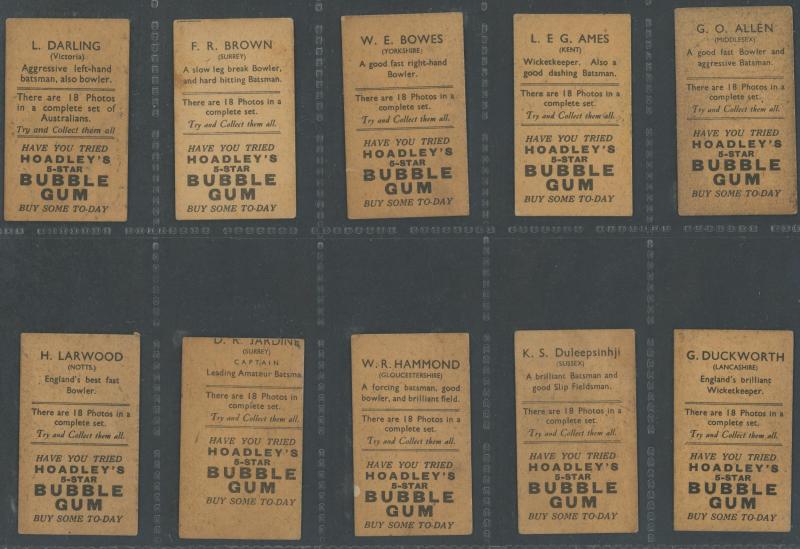 L. DARLING
(Victoria)
Aggressive left-hand
batsman, also bowler.
There are 18 Photos
in a complete set of
Australians.
Try and Collect them all
HAVE YOU TRIED
HOADLEY'S
5-STAR
BUBBLE
GUM
BUY SOME TO-DAY
F. R. BROWN
(SURREY)
A slow leg break Bowler,
and hard hitting Batsman.
There are 18 Photos in a
complete set.
Try and Collect them all.
HAVE YOU TRIED
HOADLEY'S
5-STAR
BUBBLE
GUM
BUY SOME TO-DAY
W. E. BOWES
(YORKSHIRE)
A good fast right-hand
Bowler.
There are 18 Photos in a
complete set.
Try and Collect them all.
HAVE YOU TRIED
HOADLEY'S
5-STAR
BUBBLE
GUM
BUY SOME TO-DAY
L. E G. AMES
(KENT)
Wicketkeeper. Also a
good dashing Batsman.
There are 18 Photos in a
complete set.
Try and Collect them all.
HAVE YOU TRIED
HOADLEY'S
5-STAR
BUBBLE
GUM
BUY SOME TO-DAY
G. O. ALLEN
(MIDDLESEX)
A good fast Bowler and
aggressive Batsman.
There are 18 Photos in a
complete set.
Try and Collect them all.
HAVE YOU TRIED
HOADLEY'S
5-STAR
BUBBLE
GUM
BUY SOME TO-DAY
H. LARWOOD
(NOTTS.)
England's best fast
Bowler.
There are 18 Photos in a
complete set.
Try and Collect them all.
HAVE YOU TRIED
HOADLEY'S
5-STAR
BUBBLE
GUM
BUY SOME TO-DAY
D. R. JARDINE
(SURREY)
CAPTAIN
Leading Amateur Batsma
There are 18 Photos in a
complete set.
Try and Collect them all.
HAVE YOU TRIED
HOADLEY'S
5-STAR
BUBBLE
GUM
BUY SOME TO-DAY
W. R. HAMMOND
(GLOUCESTERSHIRE)
A forcing batsman, good
bowler, and brilliant field.
There are 18 Photos in a
complete set.
Try and Collect them all.
HAVE YOU TRIED
HOADLEY'S
5-STAR
BUBBLE
GUM
BUY SOME TO-DAY
K. S. Duleepsinhji
(SUSSEX)
A brilliant Batsman and
good Slip Fieldsman.
There are 18 Photos in a
complete set.
Try and Collect them all.
HAVE YOU TRIED
HOADLEY'S
5-STAR
BUBBLE
GUM
BUY SOME TO-DAY
G. DUCKWORTH
(LANCASHIRE)
England's brilliant
Wicketkeeper.
There are 18 Photos in a
complete set.
Try and Collect them all.
HAVE YOU TRIED
HOADLEY'S
5-STAR
BUBBLE
GUM
BUY SOME TO-DAY